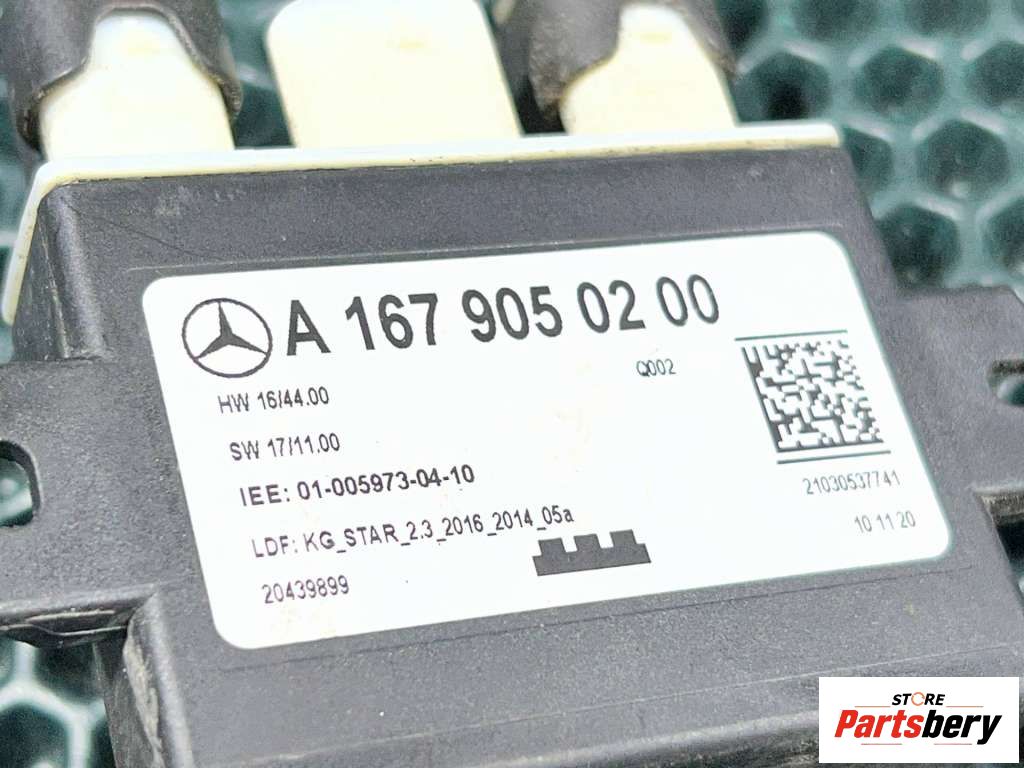 A 167 905 02 00
HW 16/44.00
Q002
SW 17/11.00
IEE: 01-005973-04-10
LDF: KG_STAR_2.3_2016_2014_05a
20439899
21030537741
10 11 20
STORE
Partsbery